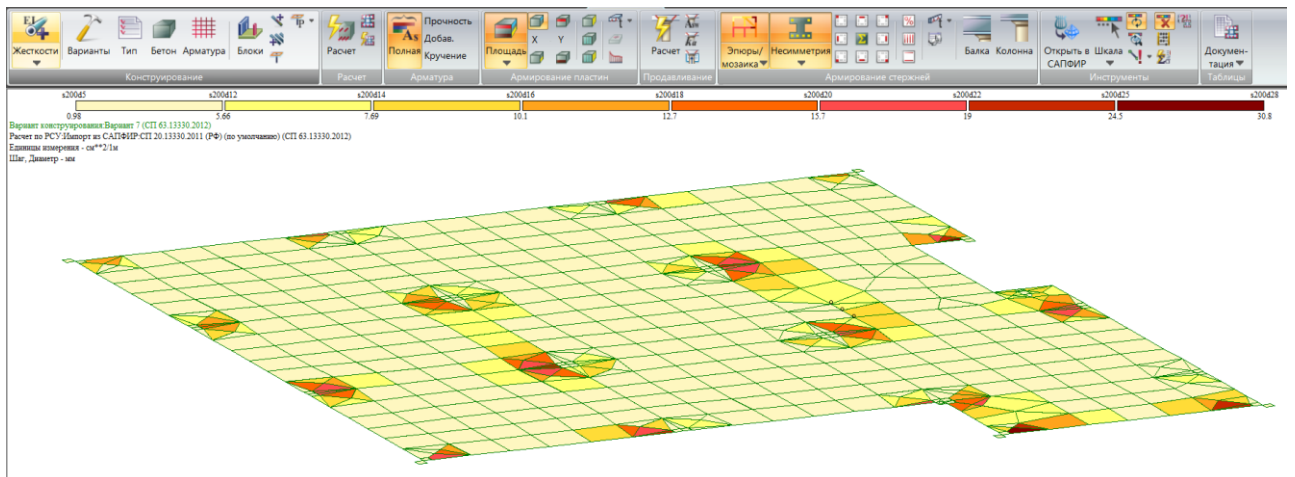 EI
Жесткости Варианты Тип Бетон Арматура Блоки Тр
Конструирование
Расчет
Расчет
As
Полная
Прочность
Добав.
Кручение
Арматура
Площадь X Y
Армирование пластин
Расчет
Продавливание
Эпюры/
мозаика
Несимметрия
%
Балка Колонна
Армирование стержней
Открыть в
САПФИР
Шкала
Инструменты
Докумен-
тация
Таблицы
s200d5 s200d12 s200d14 s200d16 s200d18 s200d20 s200d22 s200d25 s200d28
0.98 3.66 7.69 10.1 12.7 15.7 19 24.5 30.8
Вариант конструирования:Вариант 7 (СП 63.13330.2012)
Расчет по РСУ:Импорт из САПФИР:СП 20.13330.2011 (РФ) (по умолчанию) (СП 63.13330.2012)
Единицы измерения - см**2/1м
Шаг, Диаметр - мм